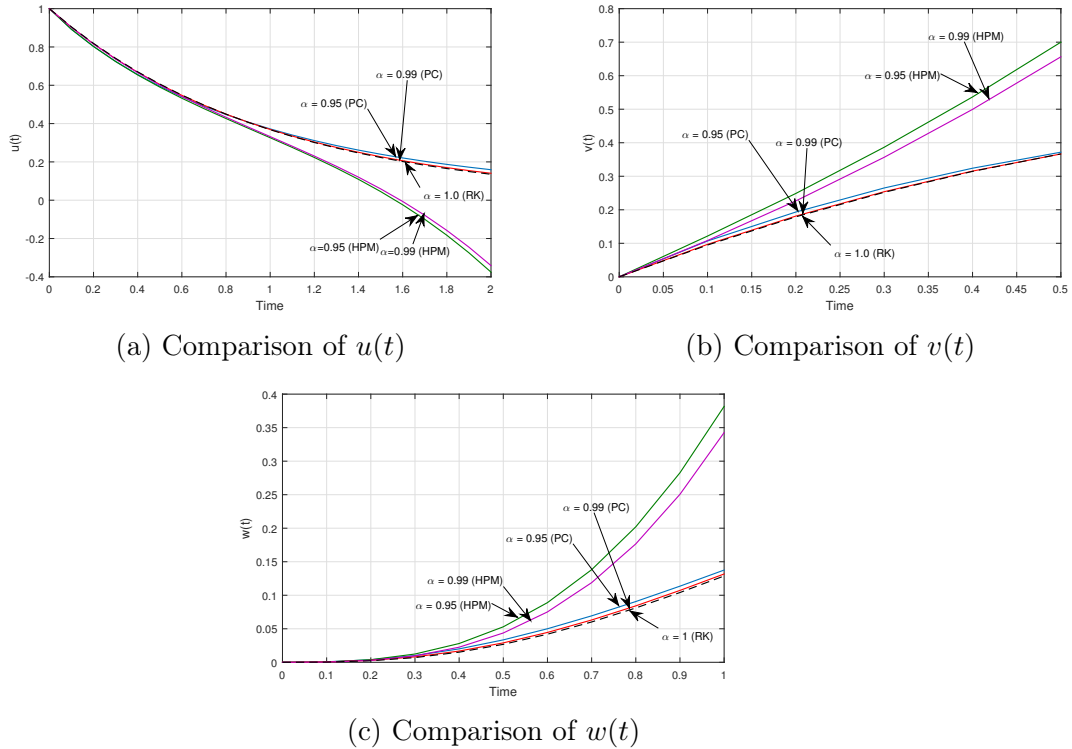 1
0.8
0.6
0.4
0.2
0
-0.2
-0.4
u(t)
α = 0.99 (PC)
α = 0.95 (PC)
α = 1.0 (RK)
α=0.95 (HPM)
α=0.99 (HPM)
0 0.2 0.4 0.6 0.8 1 1.2 1.4 1.6 1.8 2
Time
(a) Comparison of u(t)
0.8
0.7
0.6
0.5
0.4
0.3
0.2
0.1
0
v(t)
α = 0.99 (HPM)
α = 0.95 (HPM)
α = 0.95 (PC)
α = 0.99 (PC)
α = 1.0 (RK)
0 0.05 0.1 0.15 0.2 0.25 0.3 0.35 0.4 0.45 0.5
Time
(b) Comparison of v(t)
0.4
0.35
0.3
0.25
0.2
0.15
0.1
0.05
0
w(t)
α = 0.99 (PC)
α = 0.95 (PC)
α = 0.99 (HPM)
α = 0.95 (HPM)
α = 1 (RK)
0 0.1 0.2 0.3 0.4 0.5 0.6 0.7 0.8 0.9 1
Time
(c) Comparison of w(t)